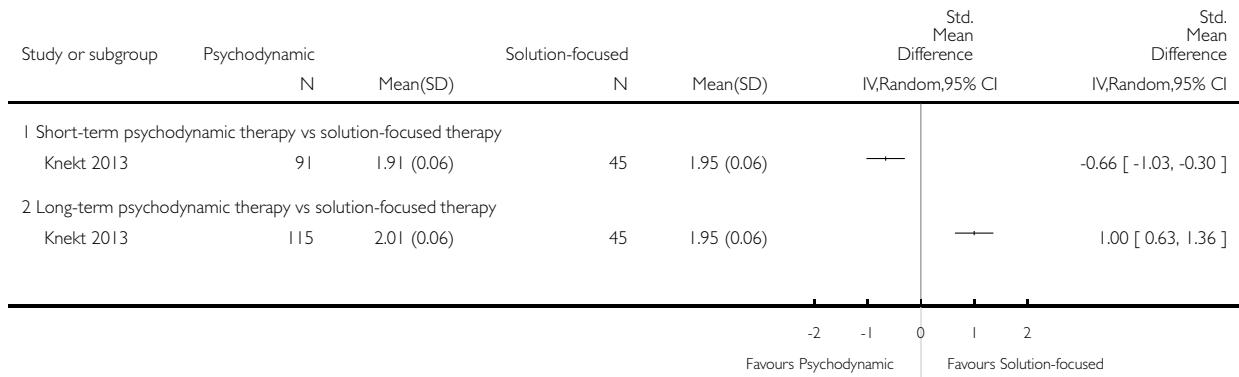 Std. Mean Difference Std. Mean Difference
Study or subgroup Psychodynamic Solution-focused
N Mean(SD) N Mean(SD) IV,Random,95% CI IV,Random,95% CI
1 Short-term psychodynamic therapy vs solution-focused therapy
Knekt 2013 91 1.91 (0.06) 45 1.95 (0.06) -0.66 [ -1.03, -0.30 ]
2 Long-term psychodynamic therapy vs solution-focused therapy
Knekt 2013 115 2.01 (0.06) 45 1.95 (0.06) 1.00 [ 0.63, 1.36 ]
-2 -1 0 1 2
Favours Psychodynamic Favours Solution-focused